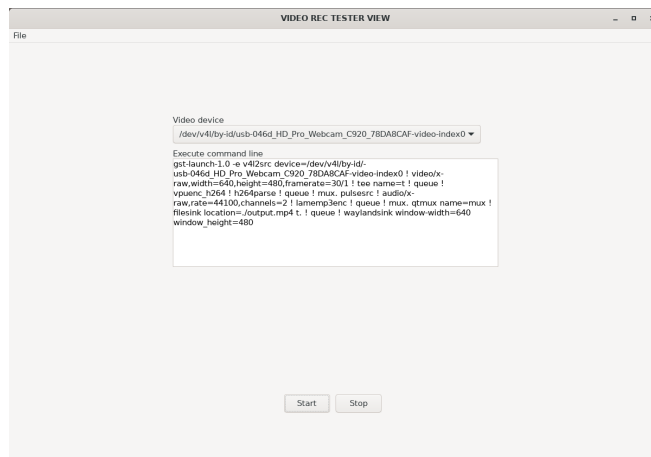 VIDEO REC TESTER VIEW
File
Video device
/dev/v4l/by-id/usb-046d_HD_Pro_Webcam_C920_78DA8CAF-video-index0
Execute command line
gst-launch-1.0 -e v4l2src device=/dev/v4l/by-id/-
usb-046d_HD_Pro_Webcam_C920_78DA8CAF-video-index0 ! video/x-
raw,width=640,height=480,framerate=30/1 ! tee name=t ! queue !
vpuenc_h264 ! h264parse ! queue ! mux. pulsesrc ! audio/x-
raw,rate=44100,channels=2 ! lamemp3enc ! queue ! mux. qtmux name=mux !
filesink location=./output.mp4 t. ! queue ! waylandsink window-width=640
window_height=480
Start Stop